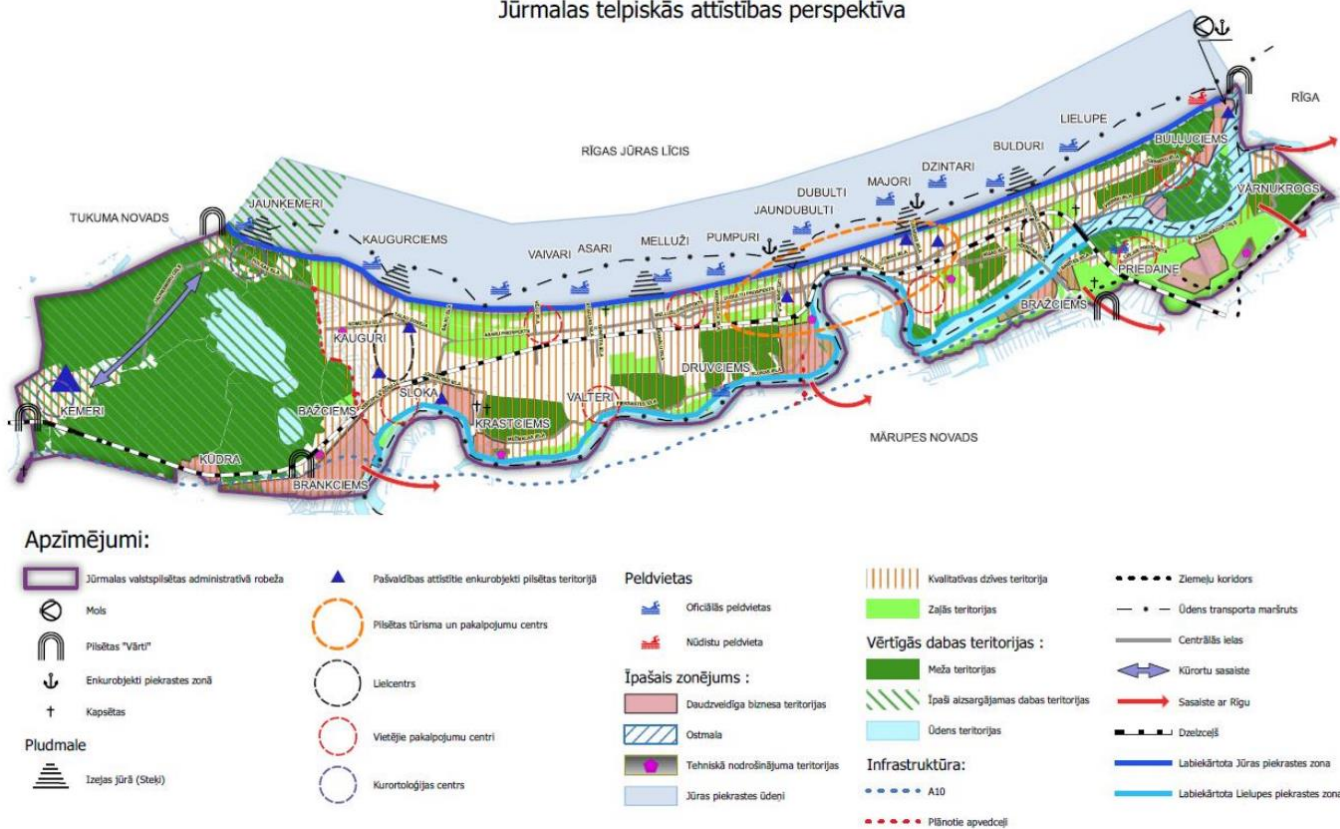 Jūrmalas telpiskās attīstības perspektīva
RĪGA
LIELUPE
BULDURI
BUĻĻUCIEMS
RĪGAS JŪRAS LĪCIS
DZINTARI
MAJORI
DUBULTI
VĀRNUKROGS
JAUNDUBULTI
JAUNĶEMERI
TUKUMA NOVADS
PUMPURI
MELLUŽI
KAUGURCIEMS
ASARI
VAIVARI
PRIEDAINE
BRAŽCIEMS
KAUGURI
DRUVCIEMS
ĶEMERI
SLOKA
VALTERI
BAŽCIEMS
KRASTCIEMS
MĀRUPES NOVADS
KŪDRA
BRANKCIEMS
Apzīmējumi:
Jūrmalas valstspilsētas administratīvā robeža
Mols
Pilsētas "Vārti"
Enkurobjekti piekrastes zonā
Kapsētas
Pludmale
Izejas jūrā (Steķi)
Pašvaldības attīstītie enkurobjekti pilsētas teritorijā
Pilsētas tūrisma un pakalpojumu centrs
Lielcentrs
Vietējie pakalpojumu centri
Kurortoloģijas centrs
Peldvietas
Oficiālās peldvietas
Nūdistu peldvieta
Īpašais zonējums :
Daudzveidīga biznesa teritorijas
Ostmala
Tehniskā nodrošinājuma teritorijas
Jūras piekrastes ūdeņi
Kvalitatīvas dzīves teritorija
Zaļās teritorijas
Vērtīgās dabas teritorijas :
Meža teritorijas
Īpaši aizsargājamas dabas teritorijas
Ūdens teritorijas
Infrastruktūra:
A10
Plānotie apvedceļi
Ziemeļu koridors
Ūdens transporta maršruts
Centrālās ielas
Kūrortu sasaiste
Sasaiste ar Rīgu
Dzelzceļš
Labiekārtota Jūras piekrastes zona
Labiekārtota Lielupes piekrastes zona